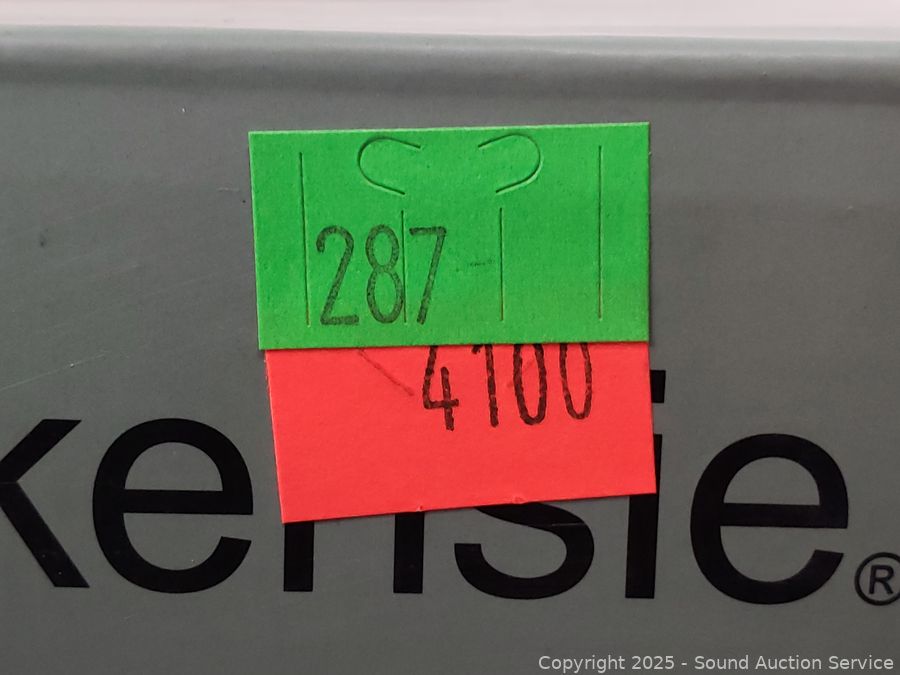 287
4100
kensie®
Copyright 2025 - Sound Auction Service